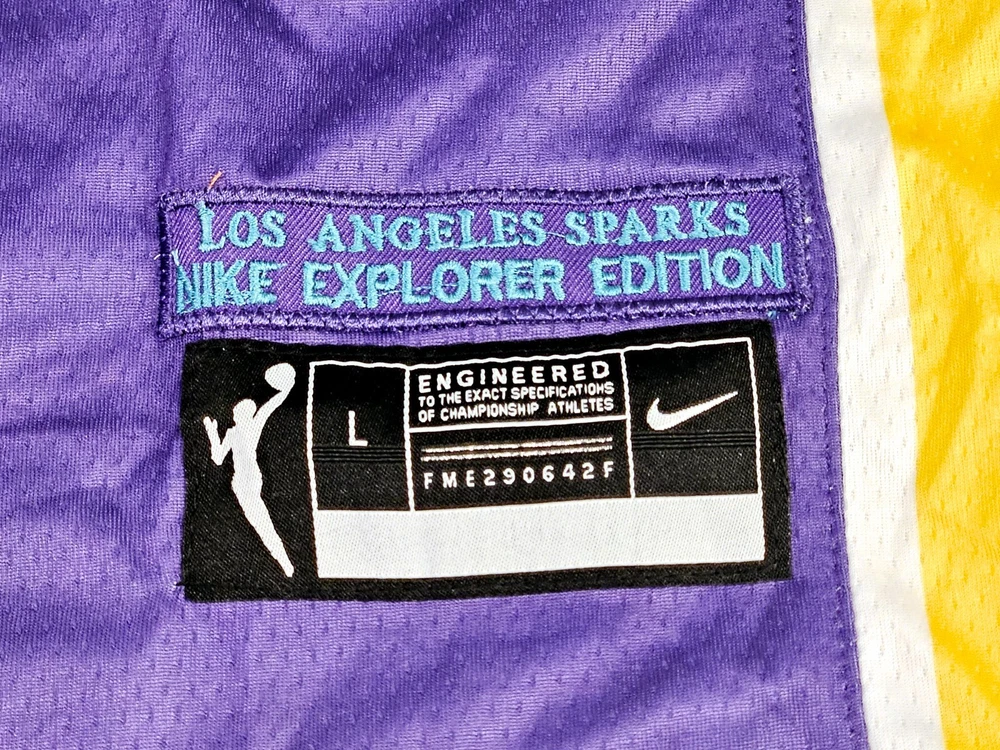 LOS ANGELES SPARKS
NIKE EXPLORER EDITION
L
ENGINEERED
TO THE EXACT SPECIFICATIONS
OF CHAMPIONSHIP ATHLETES
FME290642F